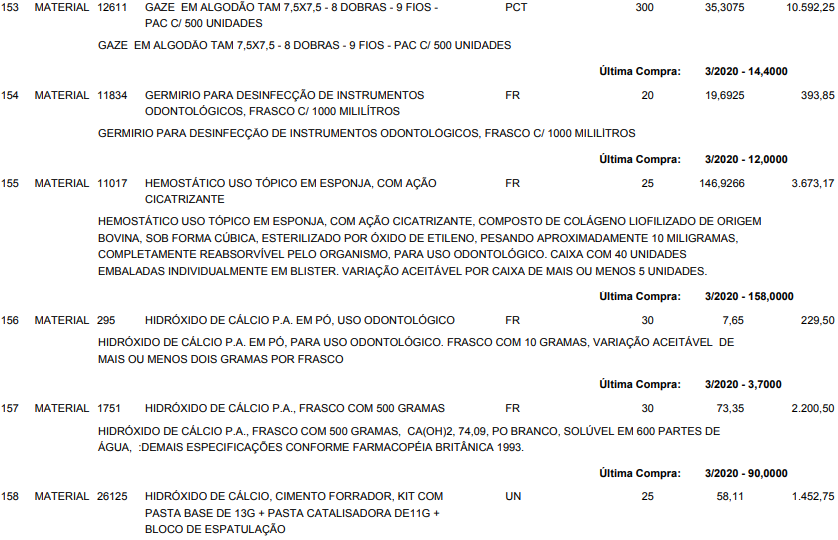 153 MATERIAL 12611 GAZE EM ALGODÃO TAM 7,5X7,5 - 8 DOBRAS - 9 FIOS - PCT 300 35,3075 10.592,25
PAC C/ 500 UNIDADES
GAZE EM ALGODÃO TAM 7,5X7,5 - 8 DOBRAS - 9 FIOS - PAC C/ 500 UNIDADES
Última Compra: 3/2020 - 14,4000
154 MATERIAL 11834 GERMIRIO PARA DESINFECÇÃO DE INSTRUMENTOS FR 20 19,6925 393,85
ODONTOLÓGICOS, FRASCO C/ 1000 MILILÍTROS
GERMIRIO PARA DESINFECÇÃO DE INSTRUMENTOS ODONTOLÓGICOS, FRASCO C/ 1000 MILILÍTROS
Última Compra: 3/2020 - 12,0000
155 MATERIAL 11017 HEMOSTÁTICO USO TÓPICO EM ESPONJA, COM AÇÃO FR 25 146,9266 3.673,17
CICATRIZANTE
HEMOSTÁTICO USO TÓPICO EM ESPONJA, COM AÇÃO CICATRIZANTE, COMPOSTO DE COLÁGENO LIOFILIZADO DE ORIGEM
BOVINA, SOB FORMA CÚBICA, ESTERILIZADO POR ÓXIDO DE ETILENO, PESANDO APROXIMADAMENTE 10 MILIGRAMAS,
COMPLETAMENTE REABSORVÍVEL PELO ORGANISMO, PARA USO ODONTOLÓGICO. CAIXA COM 40 UNIDADES
EMBALADAS INDIVIDUALMENTE EM BLISTER. VARIAÇÃO ACEITÁVEL POR CAIXA DE MAIS OU MENOS 5 UNIDADES.
Última Compra: 3/2020 - 158,0000
156 MATERIAL 295 HIDRÓXIDO DE CÁLCIO P.A. EM PÓ, USO ODONTOLÓGICO FR 30 7,65 229,50
HIDRÓXIDO DE CÁLCIO P.A. EM PÓ, PARA USO ODONTOLÓGICO. FRASCO COM 10 GRAMAS, VARIAÇÃO ACEITÁVEL DE
MAIS OU MENOS DOIS GRAMAS POR FRASCO
Última Compra: 3/2020 - 3,7000
157 MATERIAL 1751 HIDRÓXIDO DE CÁLCIO P.A., FRASCO COM 500 GRAMAS FR 30 73,35 2.200,50
HIDRÓXIDO DE CÁLCIO P.A., FRASCO COM 500 GRAMAS, CA(OH)2, 74,09, PO BRANCO, SOLÚVEL EM 600 PARTES DE
ÁGUA, :DEMAIS ESPECIFICAÇÕES CONFORME FARMACOPÉIA BRITÂNICA 1993.
Última Compra: 3/2020 - 90,0000
158 MATERIAL 26125 HIDRÓXIDO DE CÁLCIO, CIMENTO FORRADOR, KIT COM UN 25 58,11 1.452,75
PASTA BASE DE 13G + PASTA CATALISADORA DE11G +
BLOCO DE ESPATULAÇÃO